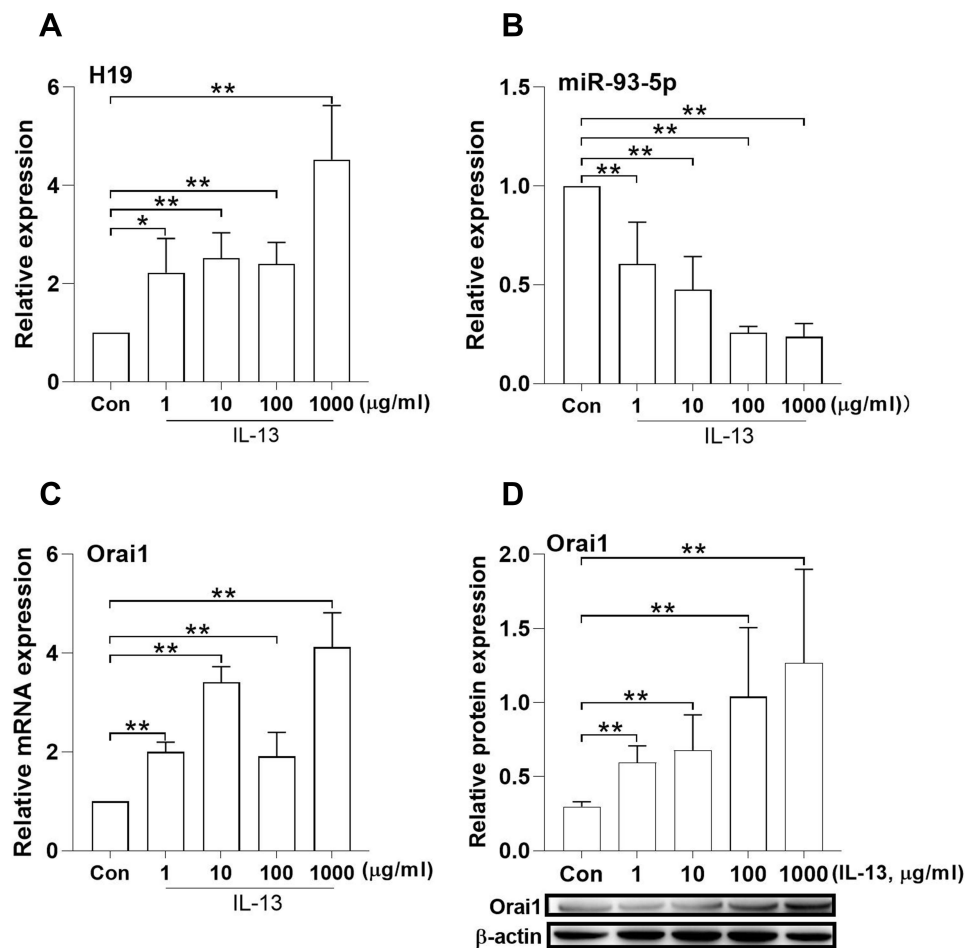 A
H19
Relative expression
6
4
2
0
**
**
**
*
Con 1 10 100 1000 (μg/ml)
IL-13
B
miR-93-5p
Relative expression
1.5
1.0
0.5
0.0
**
**
**
**
Con 1 10 100 1000 (μg/ml))
IL-13
C
Orai1
Relative mRNA expression
6
4
2
0
**
**
**
**
Con 1 10 100 1000 (μg/ml)
IL-13
D
Orai1
Relative protein expression
2.0
1.5
1.0
0.5
0.0
**
**
**
**
Con 1 10 100 1000 (IL-13, μg/ml)
Orai1
β-actin